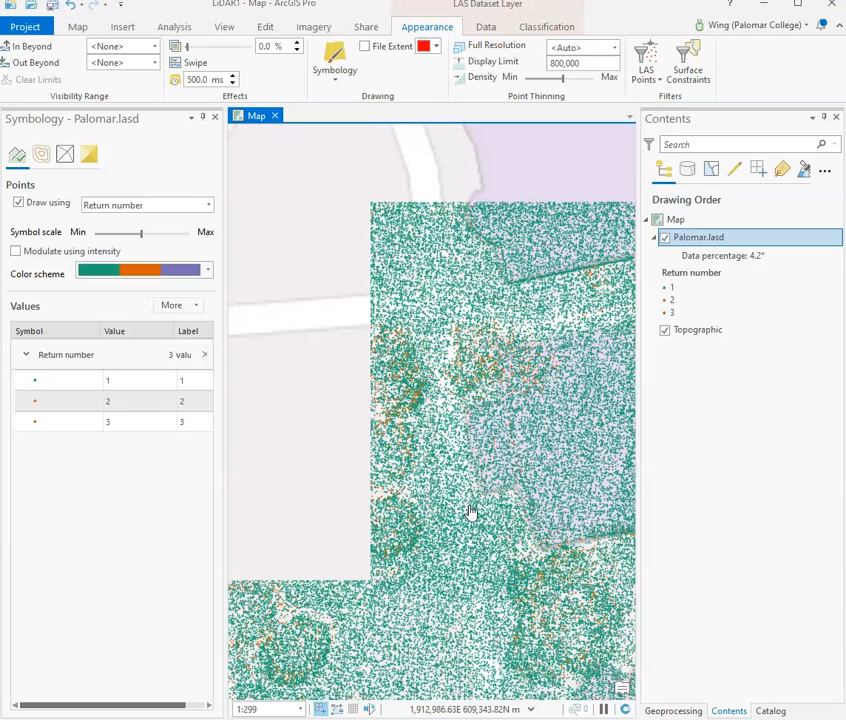 LiDAR1 - Map - ArcGIS Pro
LAS Dataset Layer
?
Project Map Insert Analysis View Edit Imagery Share Appearance Data Classification
Wing (Palomar College)
In Beyond <None>
Out Beyond <None>
Clear Limits
Visibility Range
0.0 %
Swipe
500.0 ms
Effects
Symbology
File Extent
Drawing
Full Resolution <Auto>
Display Limit 800,000
Density Min Max
Point Thinning
LAS
Points
Surface
Constraints
Filters
Symbology - Palomar.lasd
Points
Draw using Return number
Symbol scale Min Max
Modulate using intensity
Color scheme
Values More
Symbol Value Label
Return number 3 valu
1 1
2 2
3 3
Map
1:299
1,912,986.63E 609,343.82N m
0
Contents
Search
Drawing Order
Map
Palomar.lasd
Data percentage: 4.2*
Return number
1
2
3
Topographic
Geoprocessing Contents Catalog